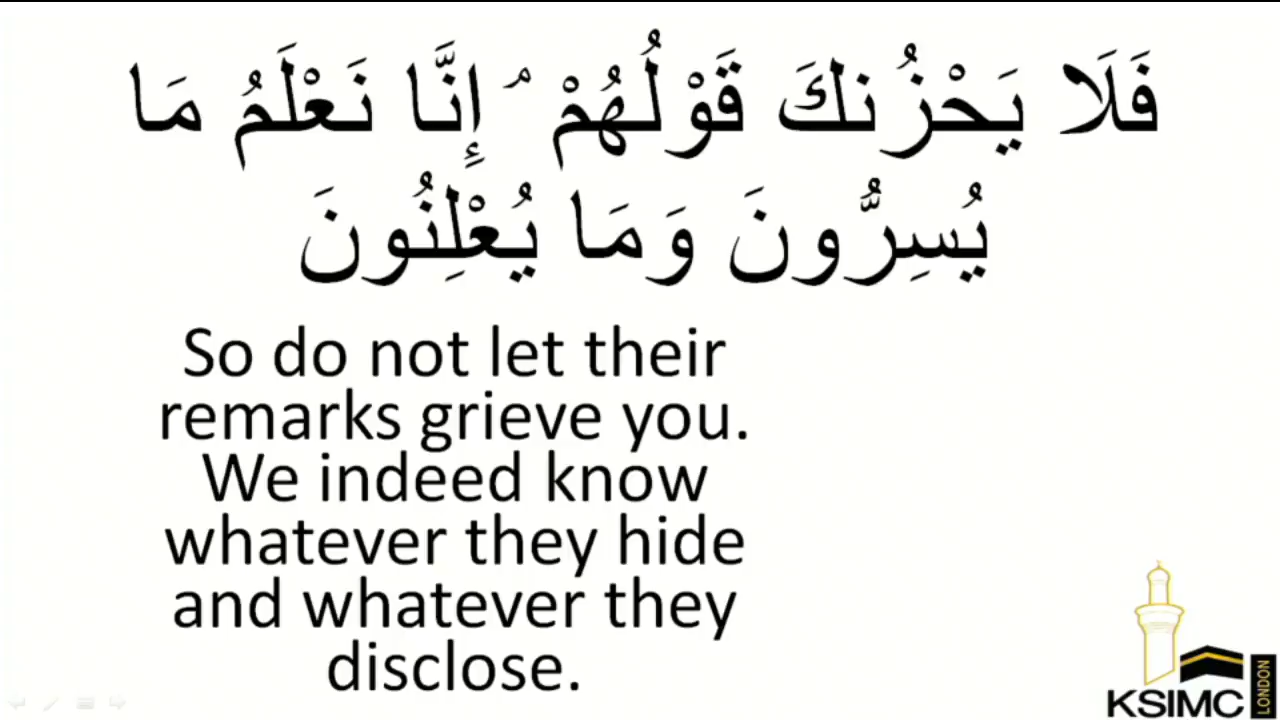 فَلَا يَحْزُنكَ قَوْلُهُمْ ۘ إِنَّا نَعْلَمُ مَا
يُسِرُّونَ وَمَا يُعْلِنُونَ
So do not let their
remarks grieve you.
We indeed know
whatever they hide
and whatever they
disclose.
KSIMC
LONDON